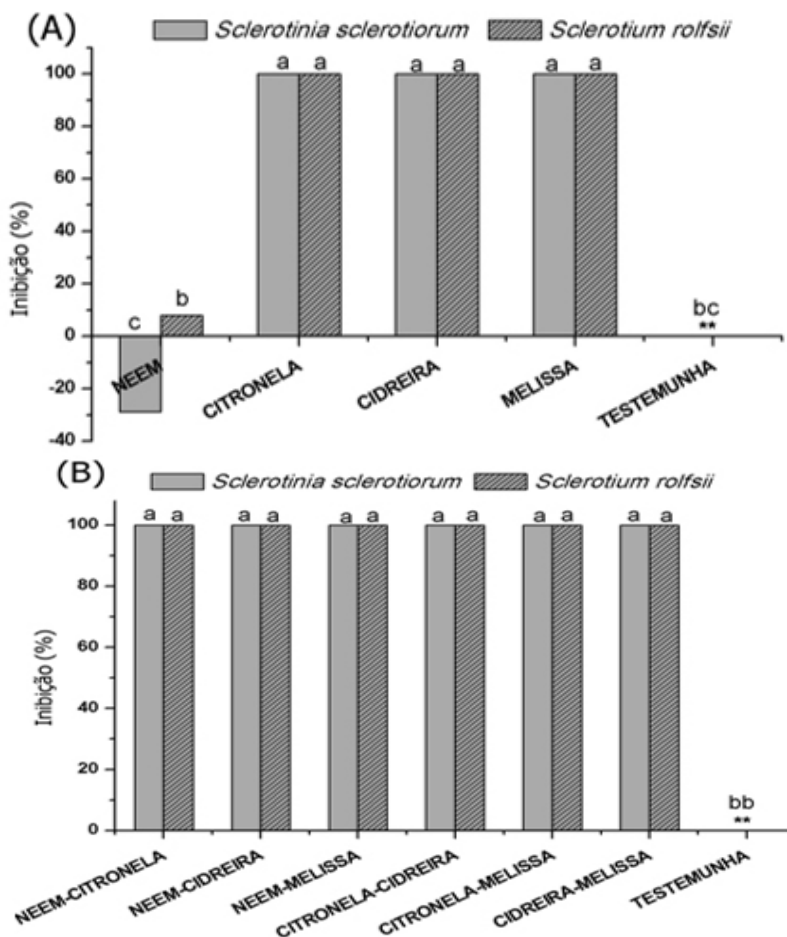 (A)
Sclerotinia sclerotiorum Sclerotium rolfsii
a a a a a a
100
80
60
40
20
0
-20
-40
Inibição (%)
c b bc
**
NEEM CITRONELA CIDREIRA MELISSA TESTEMUNHA
(B)
Sclerotinia sclerotiorum Sclerotium rolfsii
a a a a a a a a a a a a
100
80
60
40
20
0
Inibição (%)
bb
**
NEEM-CITRONELA NEEM-CIDREIRA NEEM-MELISSA CITRONELA-CIDREIRA CITRONELA-MELISSA CIDREIRA-MELISSA TESTEMUNHA